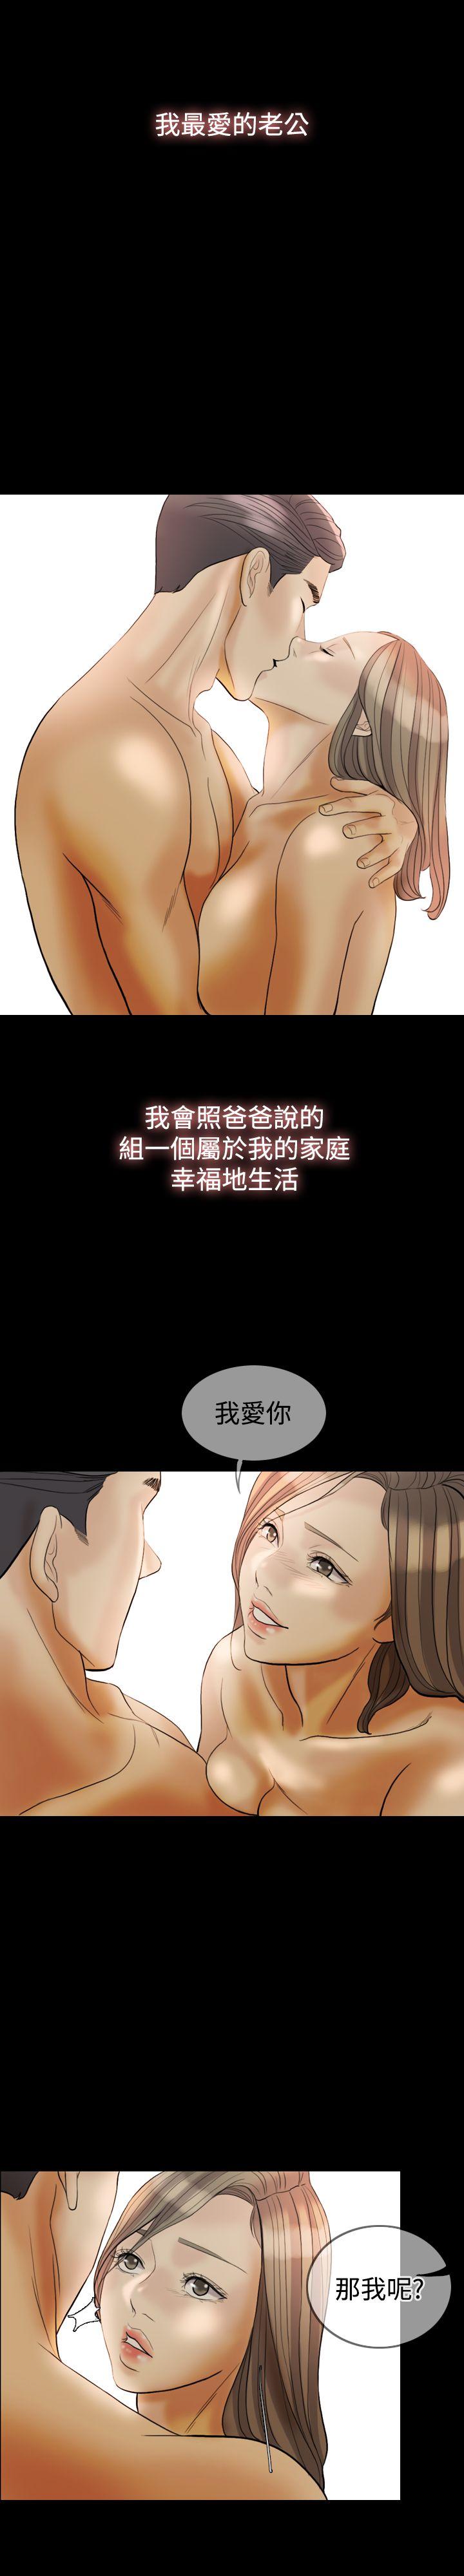 我最愛的老公
我會照爸爸說的
組一個屬於我的家庭
幸福地生活
我愛你
那我呢?